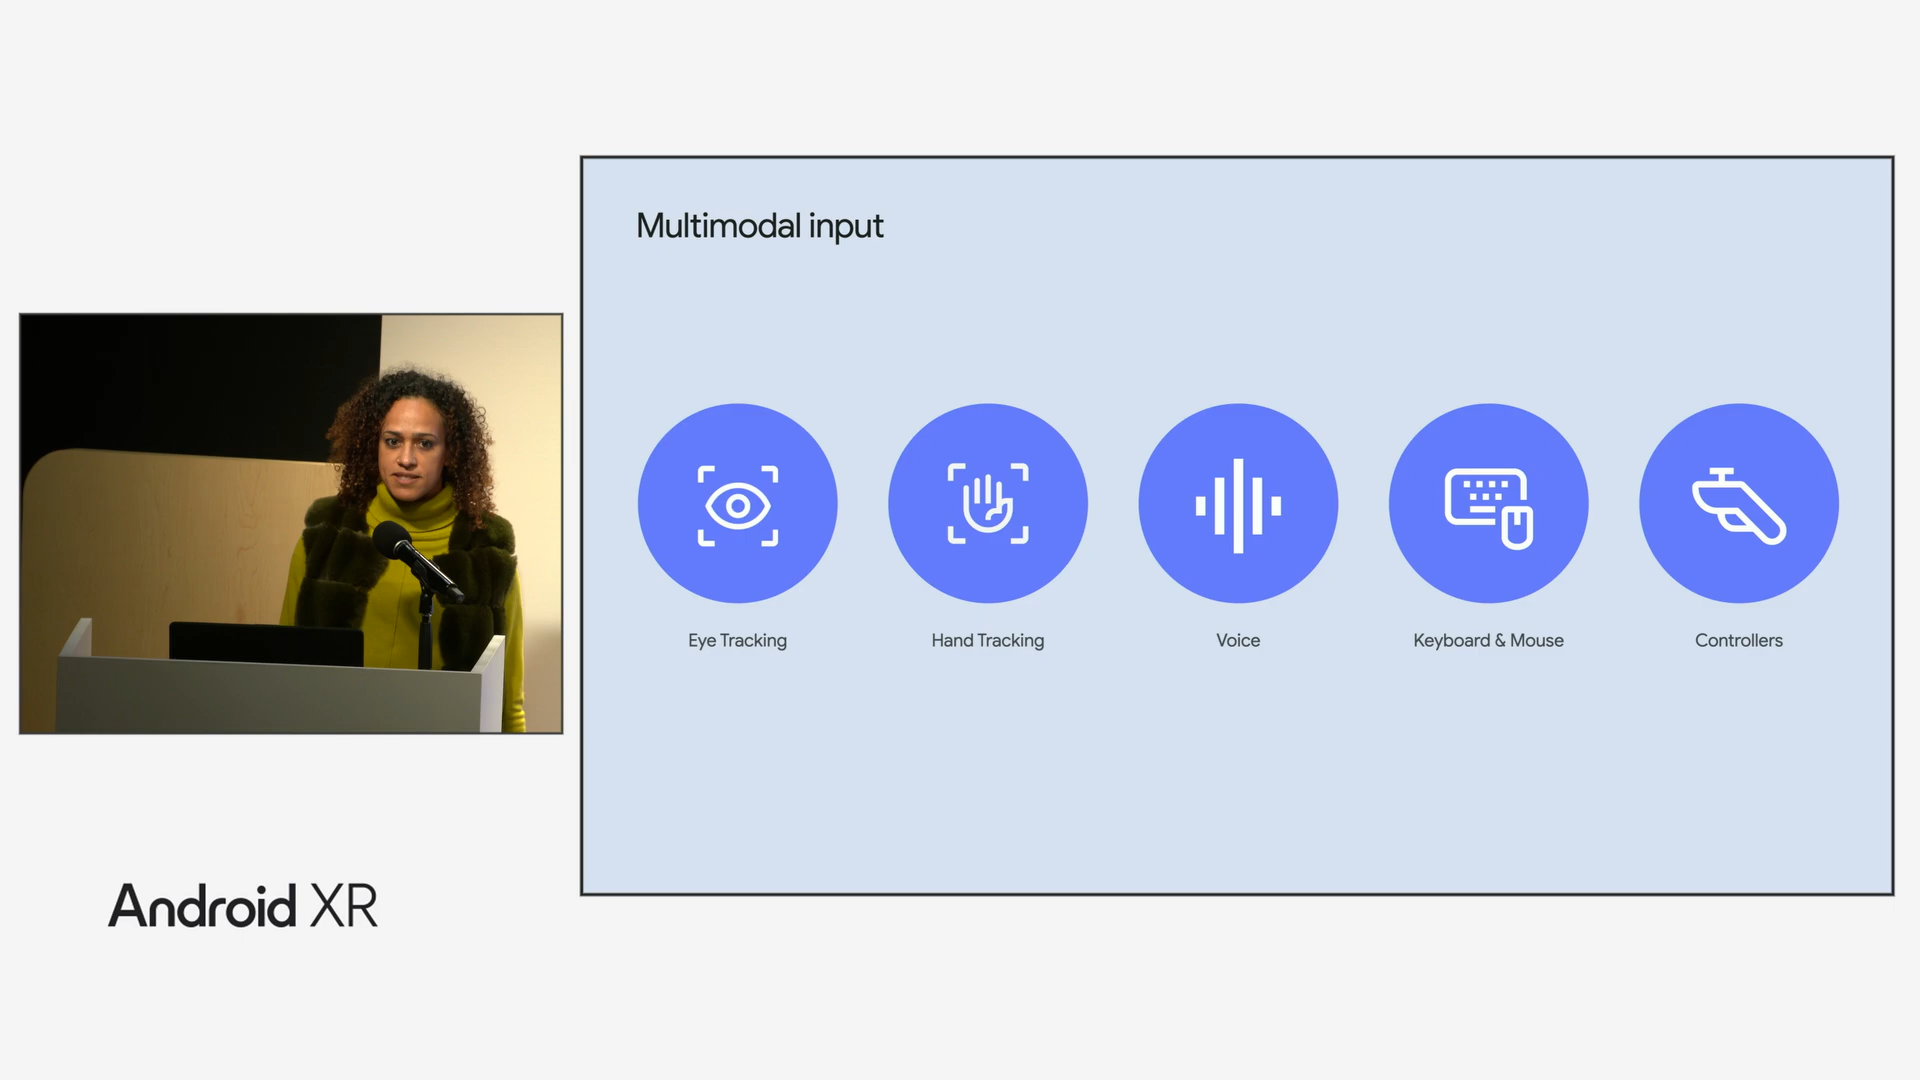 Multimodal input
Eye Tracking
Hand Tracking
Voice
Keyboard & Mouse
Controllers
Android XR